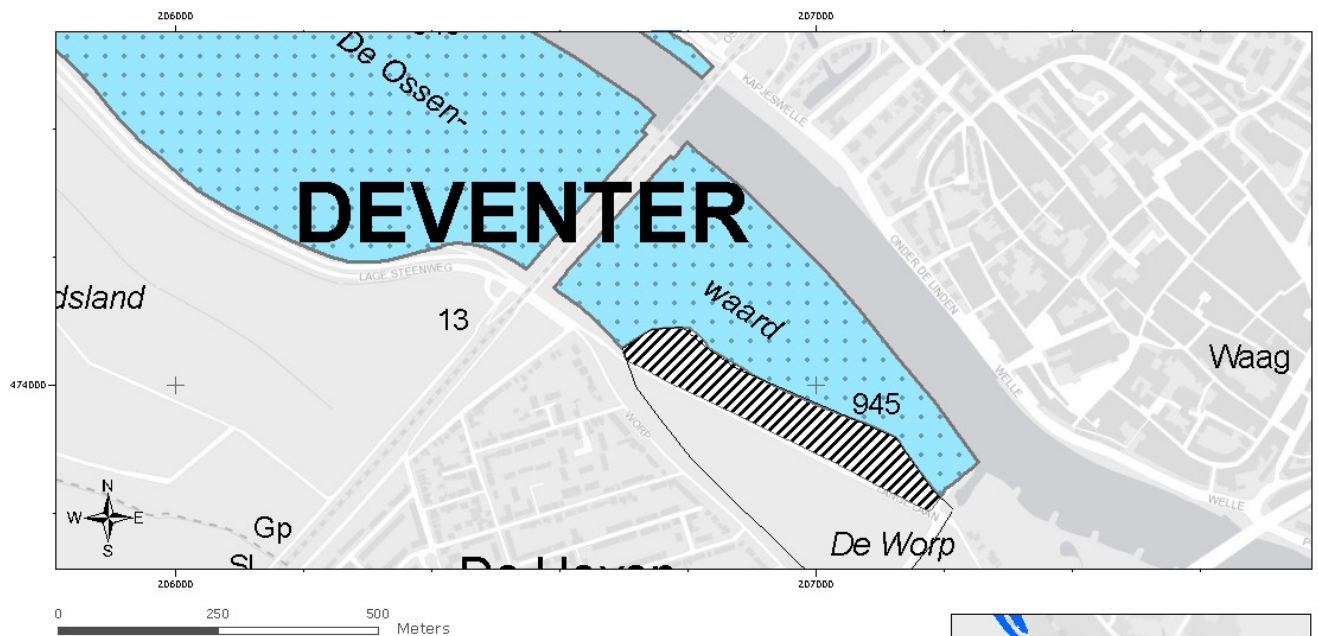 206000
207000
De Ossen-
KAPJESWELLE
DEVENTER
ONDER DE LINDEN
LAGE STEENWEG
dsland
waard
13
Waag
474000
945
WELLE
WORP
N
W E
S
WELLE
Gp
De Worp
206000
207000
0 250 500 Meters